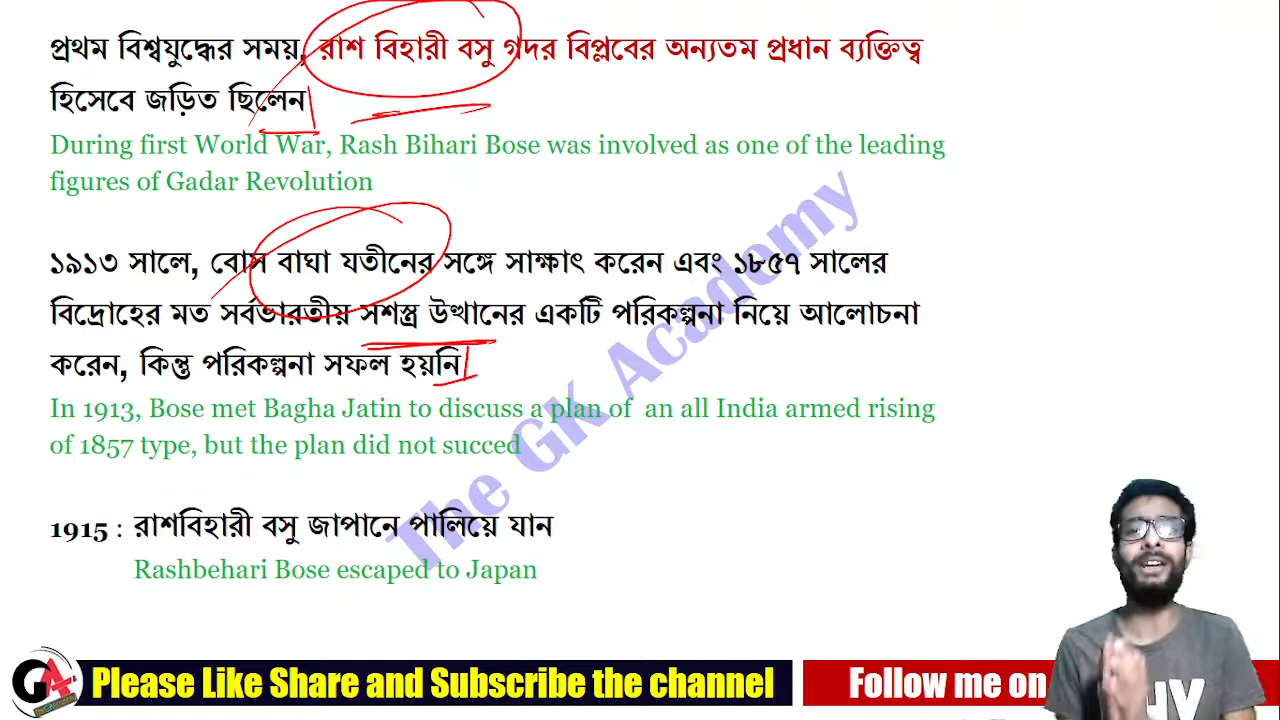 প্রথম বিশ্বযুদ্ধের সময়, রাশ বিহারী বসু গদর বিপ্লবের অন্যতম প্রধান ব্যক্তিত্ব
হিসেবে জড়িত ছিলেন
During first World War, Rash Bihari Bose was involved as one of the leading
figures of Gadar Revolution
১৯১৩ সালে, বোস বাঘা যতীনের সঙ্গে সাক্ষাৎ করেন এবং ১৮৫৭ সালের
বিদ্রোহের মত সর্বভারতীয় সশস্ত্র উত্থানের একটি পরিকল্পনা নিয়ে আলোচনা
করেন, কিন্তু পরিকল্পনা সফল হয়নি
In 1913, Bose met Bagha Jatin to discuss a plan of an all India armed rising
of 1857 type, but the plan did not succed
1915 : রাশবিহারী বসু জাপানে পালিয়ে যান
Rashbehari Bose escaped to Japan
The GK Academy
GA
Please Like Share and Subscribe the channel
Follow me on